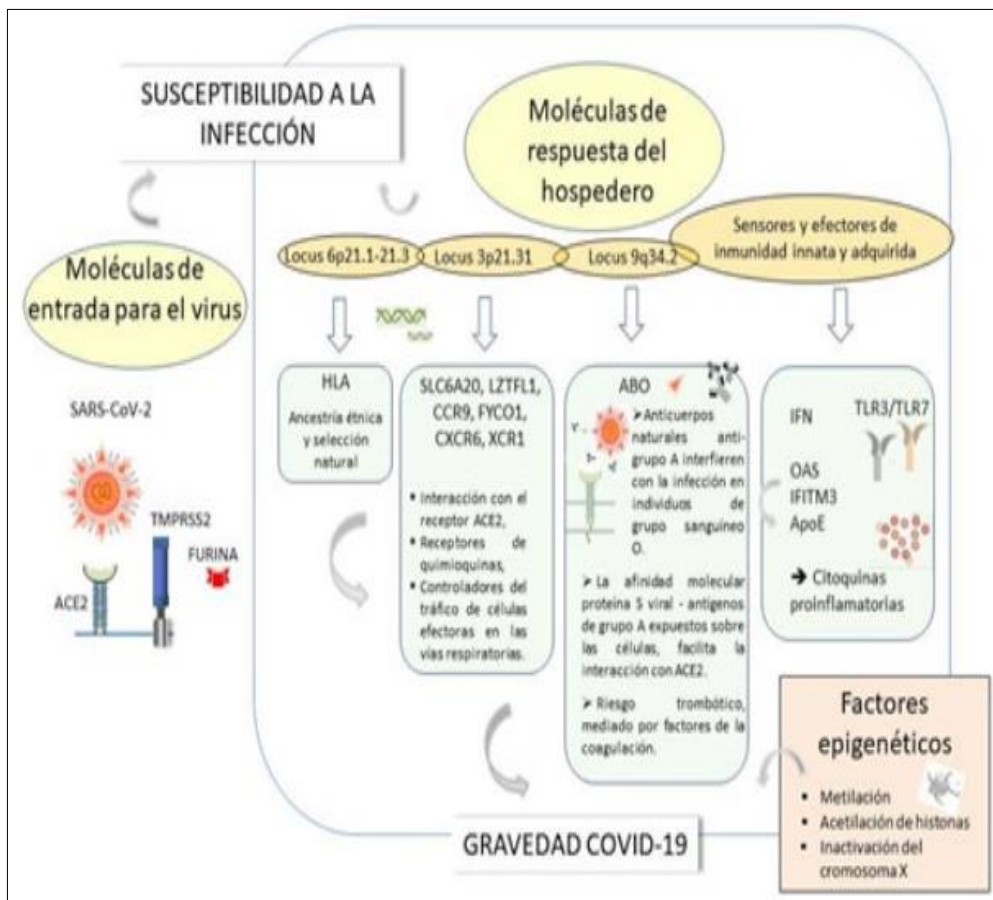 SUSCEPTIBILIDAD A LA
INFECCIÓN
Moléculas de
respuesta del
hospedero
Moléculas de
entrada para el virus
Locus 6p21.1-21.3
Locus 3p21.31
Locus 9q34.2
Sensores y efectores de
inmunidad innata y adquirida
SARS-CoV-2
TMPRSS2
FURINA
ACE2
HLA
Ancestría étnica
y selección
natural
SLC6A20, LZTFL1,
CCR9, FYCO1,
CXCR6, XCR1
▪ Interacción con el
receptor ACE2,
▪ Receptores de
quimioquinas,
▪ Controladores del
tráfico de células
efectoras en las
vías respiratorias.
ABO
➤ Anticuerpos
naturales anti-
grupo A interfieren
con la infección en
individuos de
grupo sanguíneo
O.
➤ La afinidad molecular
proteina S viral - antígenos
de grupo A expuestos sobre
las células, facilita la
interacción con ACE2.
➤ Riesgo trombótico,
mediado por factores de la
coagulación.
IFN
TLR3/TLR7
OAS
IFITM3
ApoE
➔ Citoquinas
proinflamatorias
Factores
epigenéticos
▪ Metilación
▪ Acetilación de histonas
▪ Inactivación del
cromosoma X
GRAVEDAD COVID-19